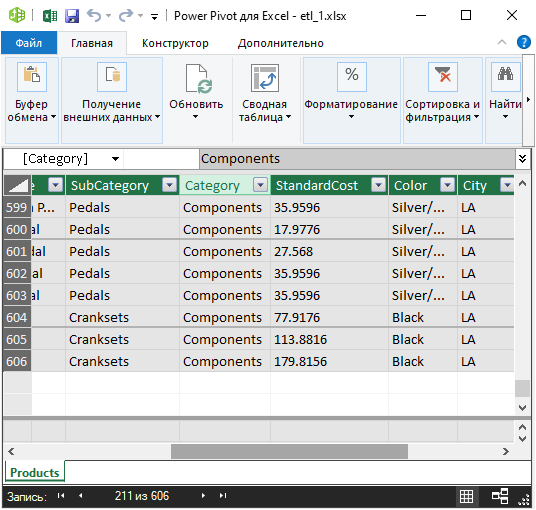 Power Pivot для Excel - etl_1.xlsx
Файл Главная Конструктор Дополнительно
Буфер обмена
Получение внешних данных
Обновить
Сводная таблица
Форматирование
Сортировка и фильтрация
Найти
[Category] Components
e SubCategory Category StandardCost Color City
599 P... Pedals Components 35.9596 Silver/... LA
600 al Pedals Components 17.9776 Silver/... LA
601 dal Pedals Components 27.568 Silver/... LA
602 al Pedals Components 35.9596 Silver/... LA
603 al Pedals Components 35.9596 Silver/... LA
604 Cranksets Components 77.9176 Black LA
605 Cranksets Components 113.8816 Black LA
606 Cranksets Components 179.8156 Black LA
Products
Запись: 211 из 606